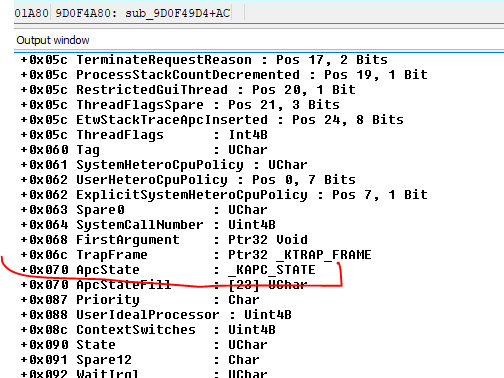 01A80 9D0F4A80: sub_9D0F49D4+AC
Output window
+0x05c TerminateRequestReason : Pos 17, 2 Bits
+0x05c ProcessStackCountDecremented : Pos 19, 1 Bit
+0x05c RestrictedGuiThread : Pos 20, 1 Bit
+0x05c ThreadFlagsSpare : Pos 21, 3 Bits
+0x05c EtwStackTraceApcInserted : Pos 24, 8 Bits
+0x05c ThreadFlags : Int4B
+0x060 Tag : UChar
+0x061 SystemHeteroCpuPolicy : UChar
+0x062 UserHeteroCpuPolicy : Pos 0, 7 Bits
+0x062 ExplicitSystemHeteroCpuPolicy : Pos 7, 1 Bit
+0x063 Spare0 : UChar
+0x064 SystemCallNumber : Uint4B
+0x068 FirstArgument : Ptr32 Void
+0x06c TrapFrame : Ptr32 _KTRAP_FRAME
+0x070 ApcState : _KAPC_STATE
+0x070 ApcStateFill : [23] UChar
+0x087 Priority : Char
+0x088 UserIdealProcessor : Uint4B
+0x08c ContextSwitches : Uint4B
+0x090 State : UChar
+0x091 Spare12 : Char
+0x092 WaitIrql : UChar